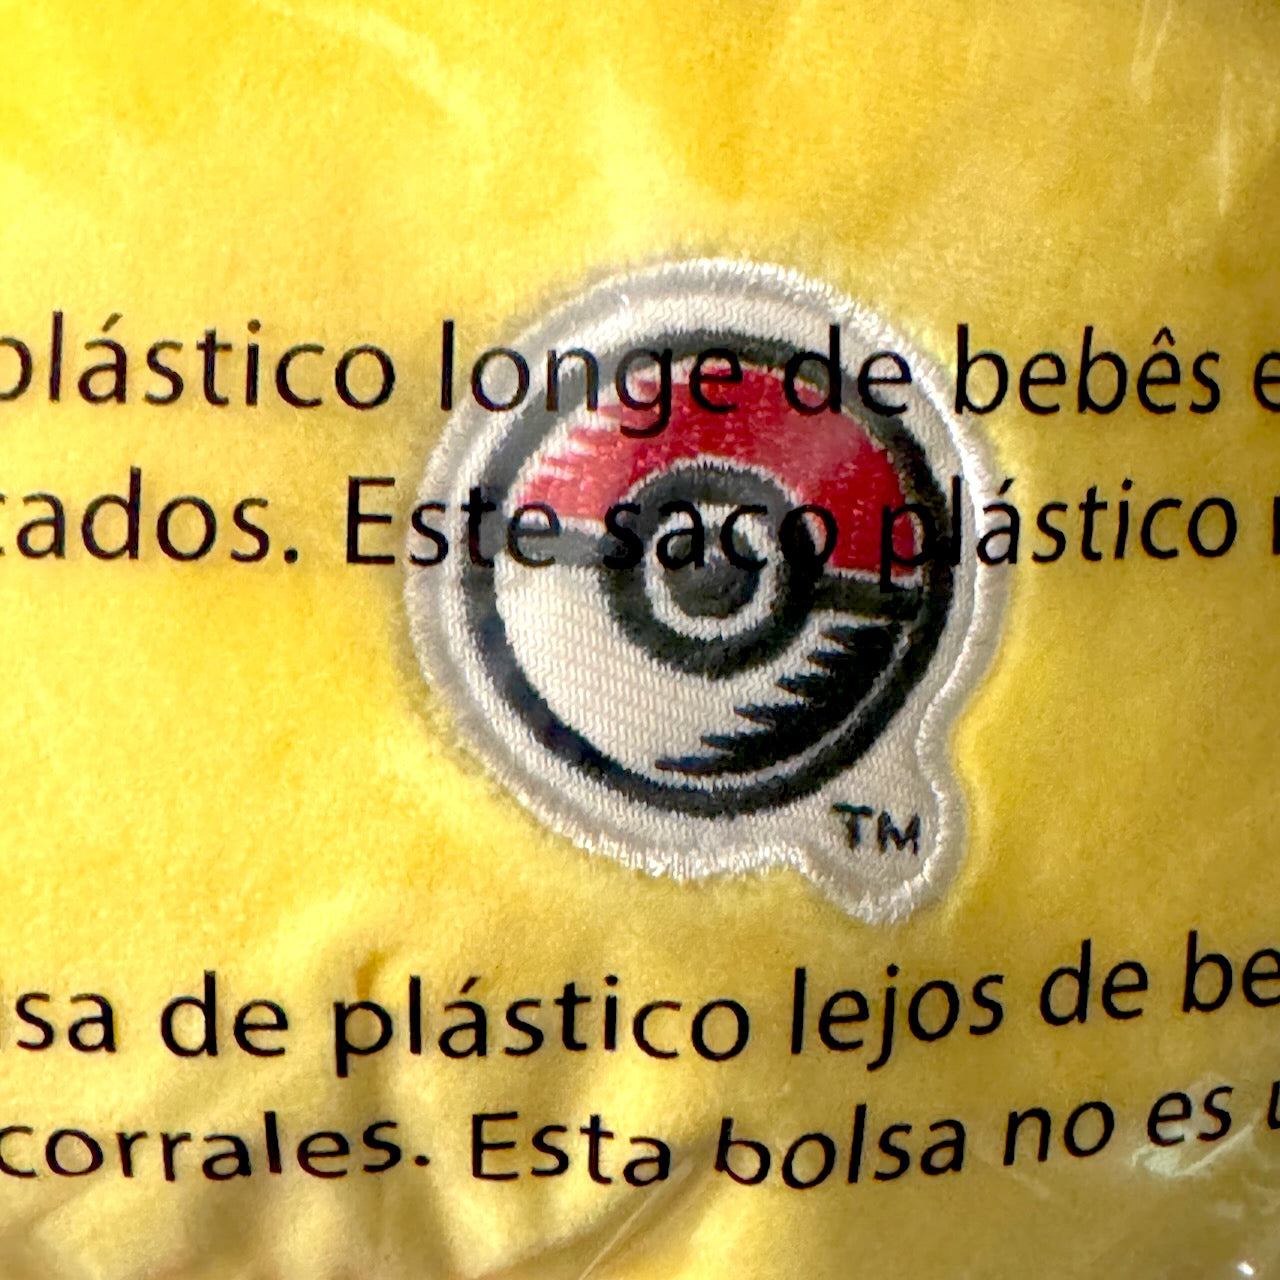 plástico longe de bebês e
cados. Este saco plástico
TM
lsa de plástico lejos de be
corrales. Esta bolsa no es